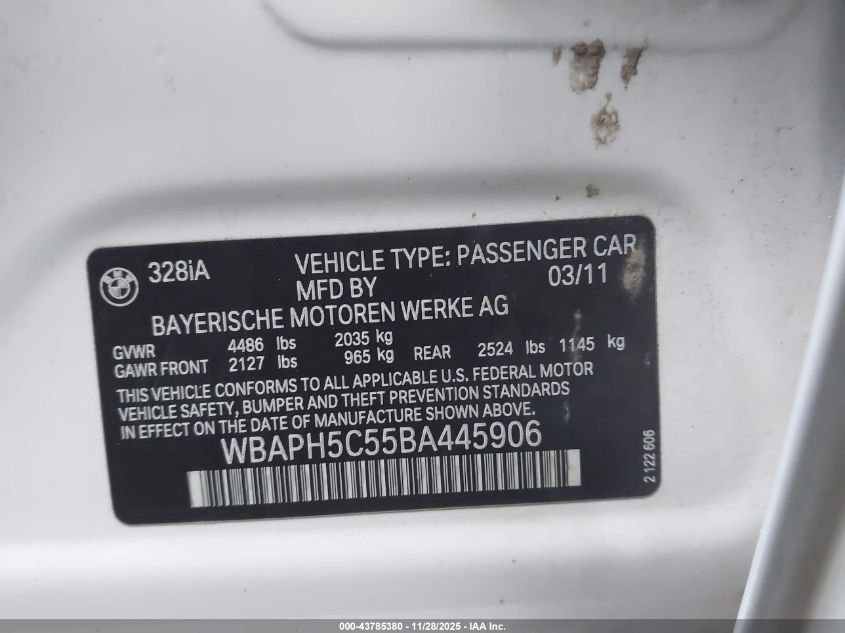 BMW
328iA
VEHICLE TYPE: PASSENGER CAR
MFD BY 03/11
BAYERISCHE MOTOREN WERKE AG
GVWR 4486 lbs 2035 kg
GAWR FRONT 2127 lbs 965 kg REAR 2524 lbs 1145 kg
THIS VEHICLE CONFORMS TO ALL APPLICABLE U.S. FEDERAL MOTOR
VEHICLE SAFETY, BUMPER AND THEFT PREVENTION STANDARDS
IN EFFECT ON THE DATE OF MANUFACTURE SHOWN ABOVE.
WBAPH5C55BA445906
2 122 606
000-43785380 - 11/28/2025 - IAA Inc.